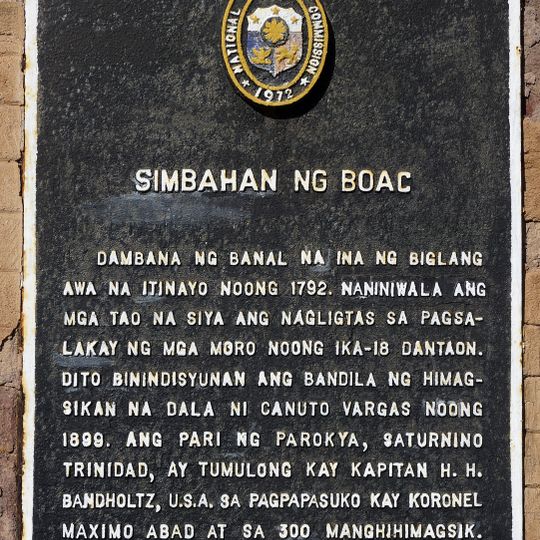 NATIONAL
COMMISSION
1972
SIMBAHAN NG BOAC
DAMBANA NG BANAL NA INA NG BIGLANG
AWA NA ITINAYO NOONG 1792. NANINIWALA ANG
MGA TAO NA SIYA ANG NAGLIGTAS SA PAGSA-
LAKAY NG MGA MORO NOONG IKA-18 DANTAON.
DITO BININDISYUNAN ANG BANDILA NG HIMAG-
SIKAN NA DALA NI CANUTO VARGAS NOONG
1899. ANG PARI NG PAROKYA, SATURNINO
TRINIDAD, AY TUMULONG KAY KAPITAN H. H.
BANDHOLTZ, U.S.A. SA PAGPAPASUKO KAY KORONEL
MAXIMO ABAD AT SA 300 MANGHIHIMAGSIK.